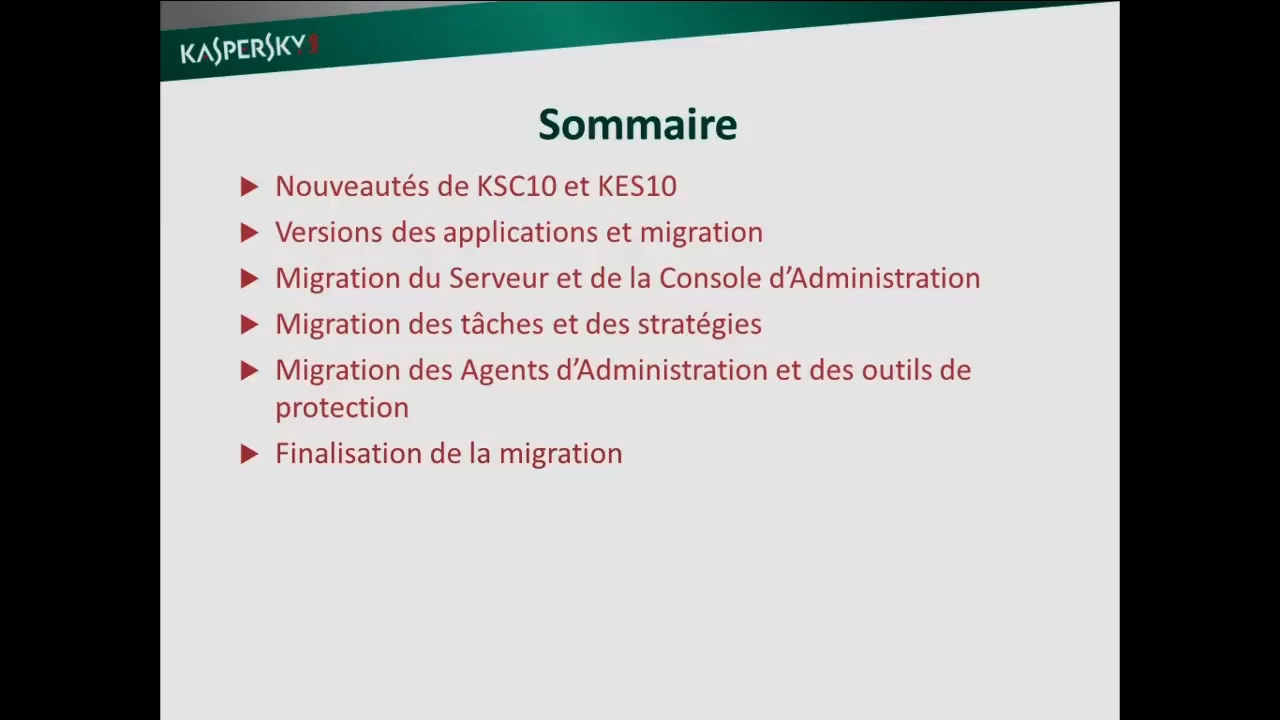 KASPERSKY lab
Sommaire
Nouveautés de KSC10 et KES10
Versions des applications et migration
Migration du Serveur et de la Console d’Administration
Migration des tâches et des stratégies
Migration des Agents d’Administration et des outils de
protection
Finalisation de la migration